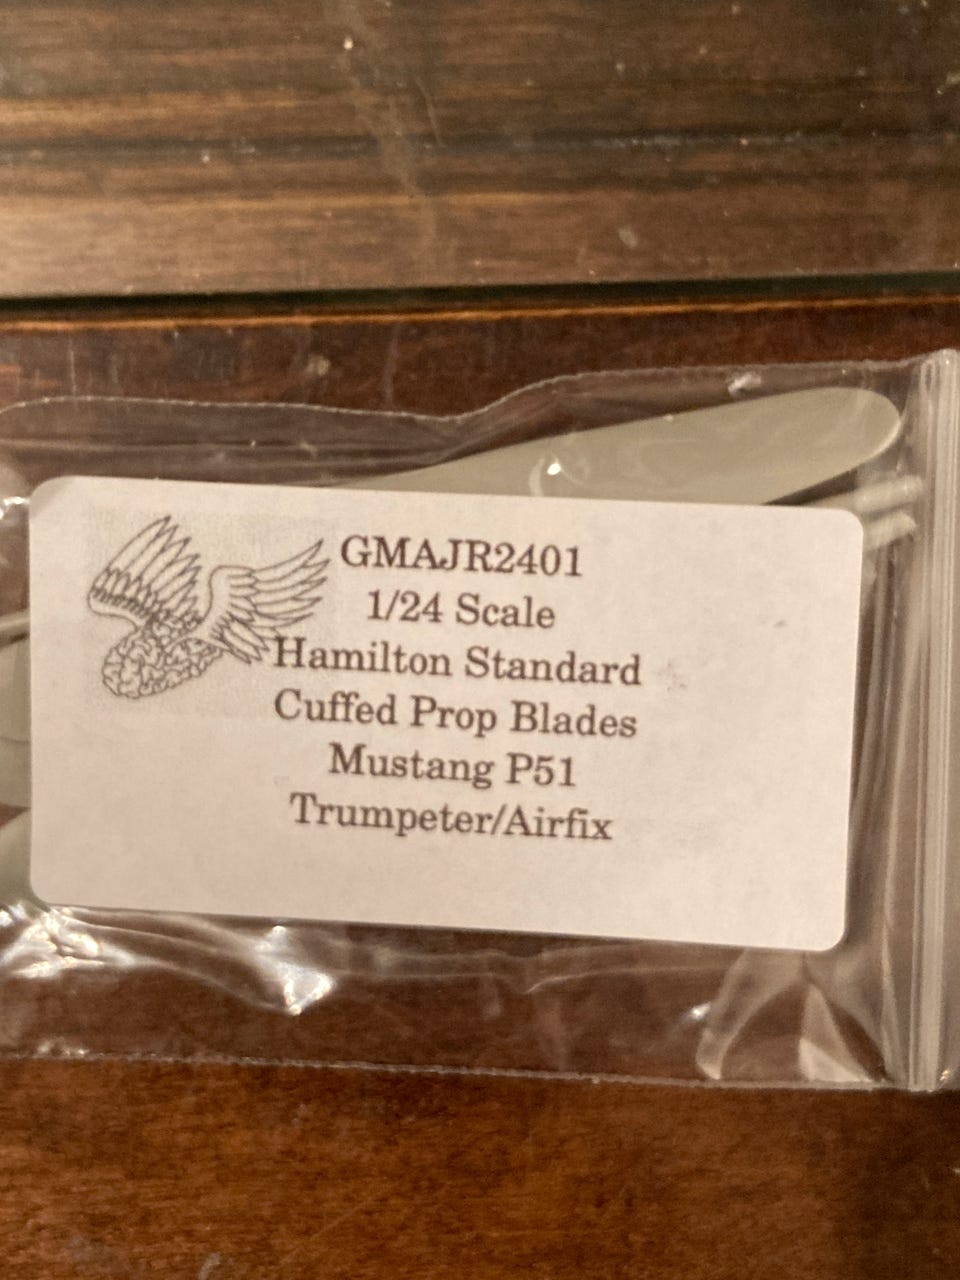 GMAJR2401
1/24 Scale
Hamilton Standard
Cuffed Prop Blades
Mustang P51
Trumpeter/Airfix